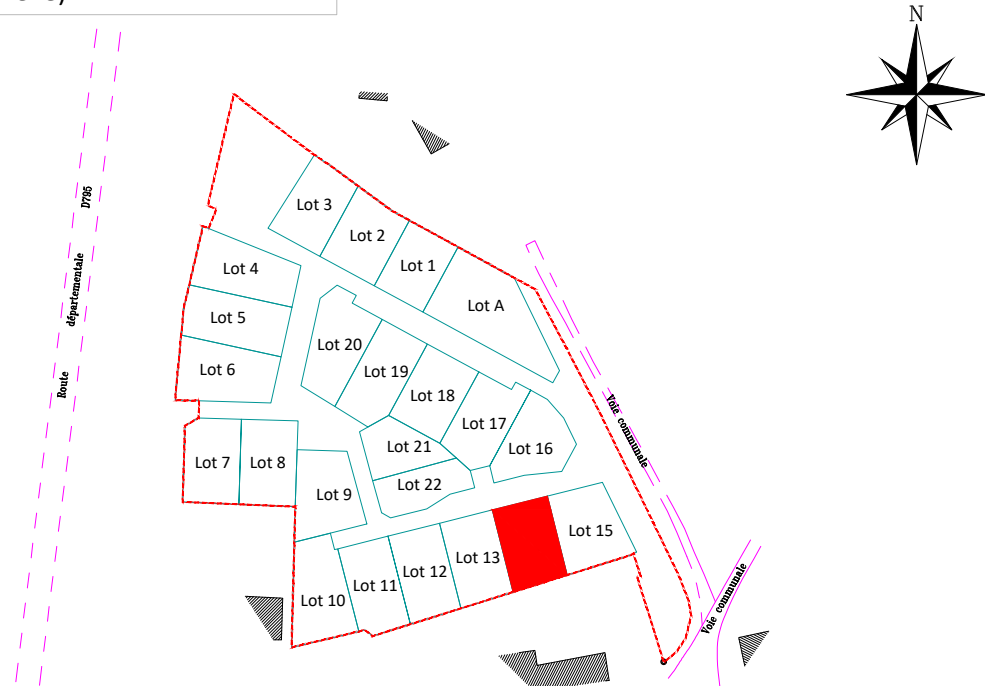 N
D795
départementale
Route
Lot 3
Lot 2
Lot 1
Lot A
Lot 4
Lot 5
Lot 6
Lot 20
Lot 19
Lot 18
Lot 17
Lot 16
Lot 21
Lot 22
Lot 7
Lot 8
Lot 9
Lot 10
Lot 11
Lot 12
Lot 13
Lot 15
Voie communale
Voie communale